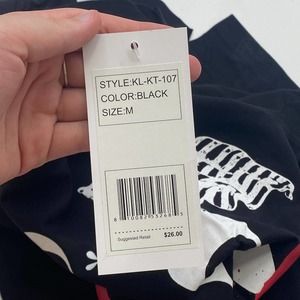 STYLE:KL-KT-107
COLOR:BLACK
SIZE:M
Suggested Retail
$26.00